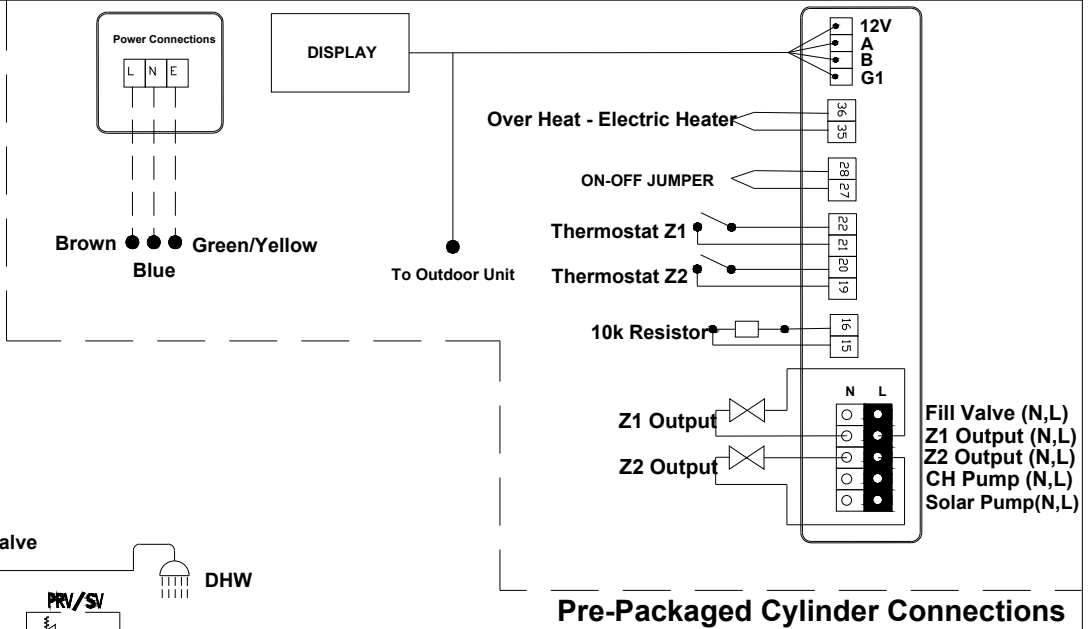 Power Connections
L N E
DISPLAY
12V
A
B
G1
Over Heat - Electric Heater
36
35
ON-OFF JUMPER
28
27
Thermostat Z1
22
21
Thermostat Z2
20
19
Brown
Green/Yellow
Blue
To Outdoor Unit
10k Resistor
16
15
N L
Z1 Output
Z2 Output
Fill Valve (N,L)
Z1 Output (N,L)
Z2 Output (N,L)
CH Pump (N,L)
Solar Pump(N,L)
alve
DHW
PRV/SV
Pre-Packaged Cylinder Connections